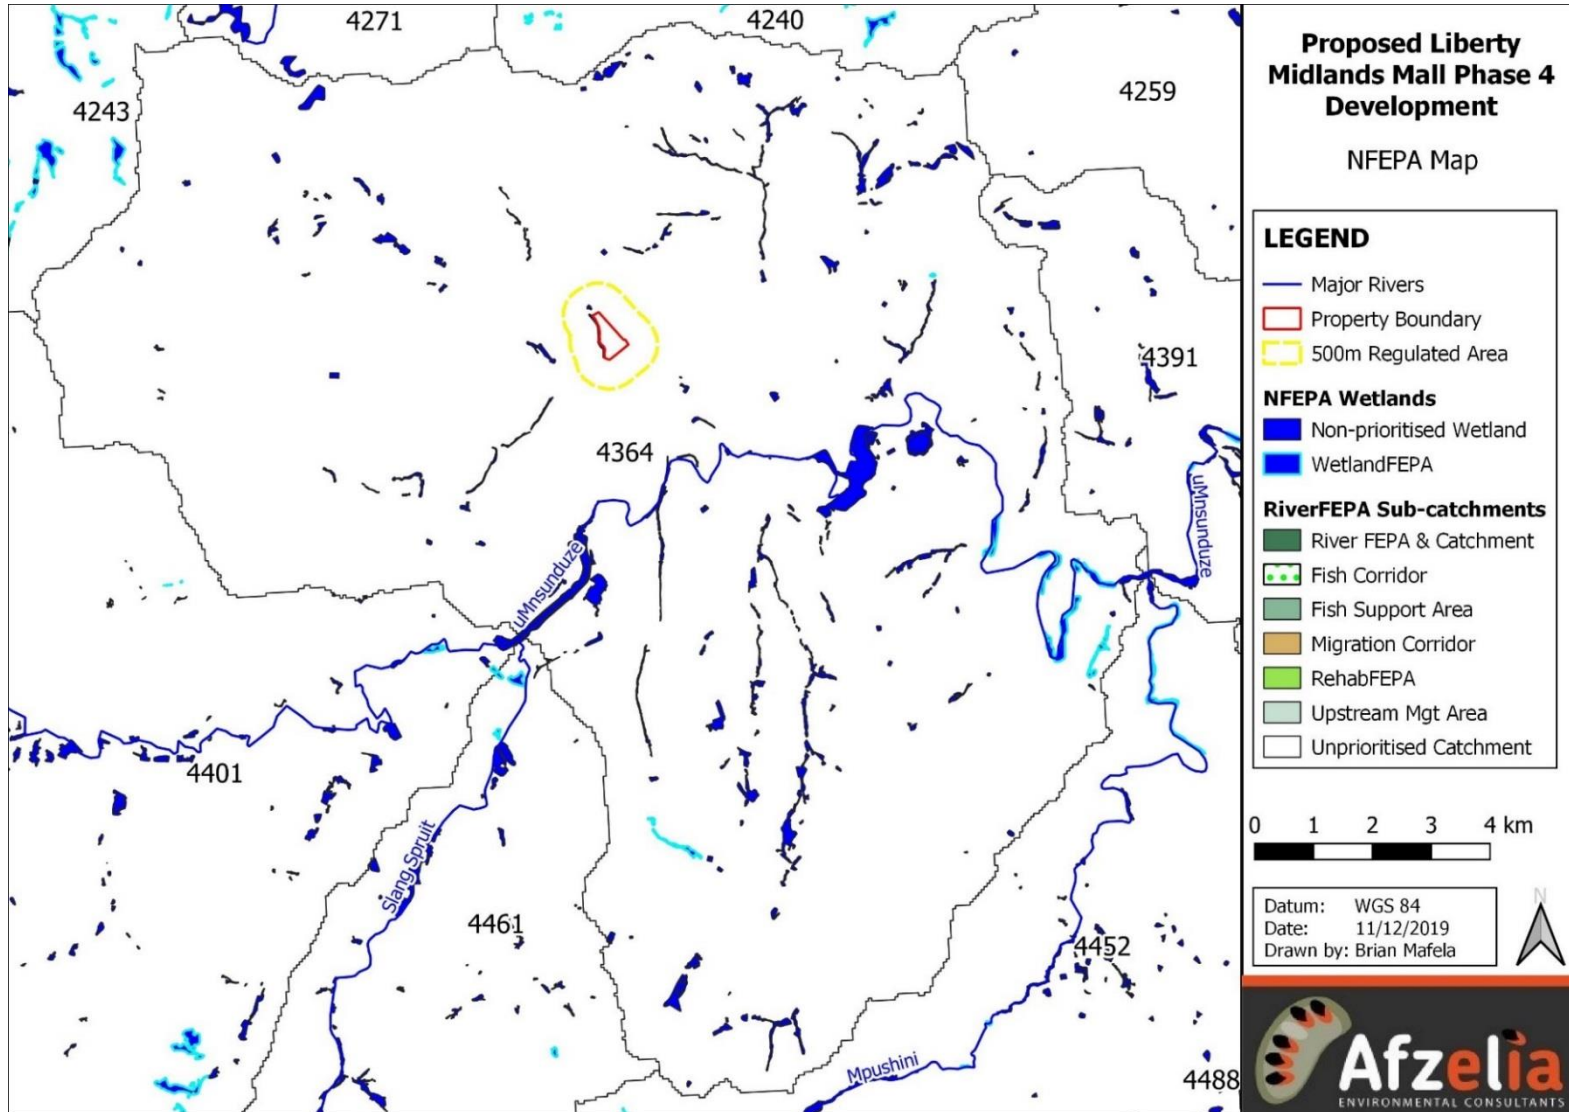 4271
4240
4243
4259
4391
4364
uMnsunduze
uMnsunduze
4401
Slang Spruit
4461
4452
Mpushini
4488
Proposed Liberty
Midlands Mall Phase 4
Development
NFEPA Map
LEGEND
Major Rivers
Property Boundary
500m Regulated Area
NFEPA Wetlands
Non-prioritised Wetland
WetlandFEPA
RiverFEPA Sub-catchments
River FEPA & Catchment
Fish Corridor
Fish Support Area
Migration Corridor
RehabFEPA
Upstream Mgt Area
Unprioritised Catchment
0 1 2 3 4 km
Datum: WGS 84
Date: 11/12/2019
Drawn by: Brian Mafela
N
Afzelia
ENVIRONMENTAL CONSULTANTS